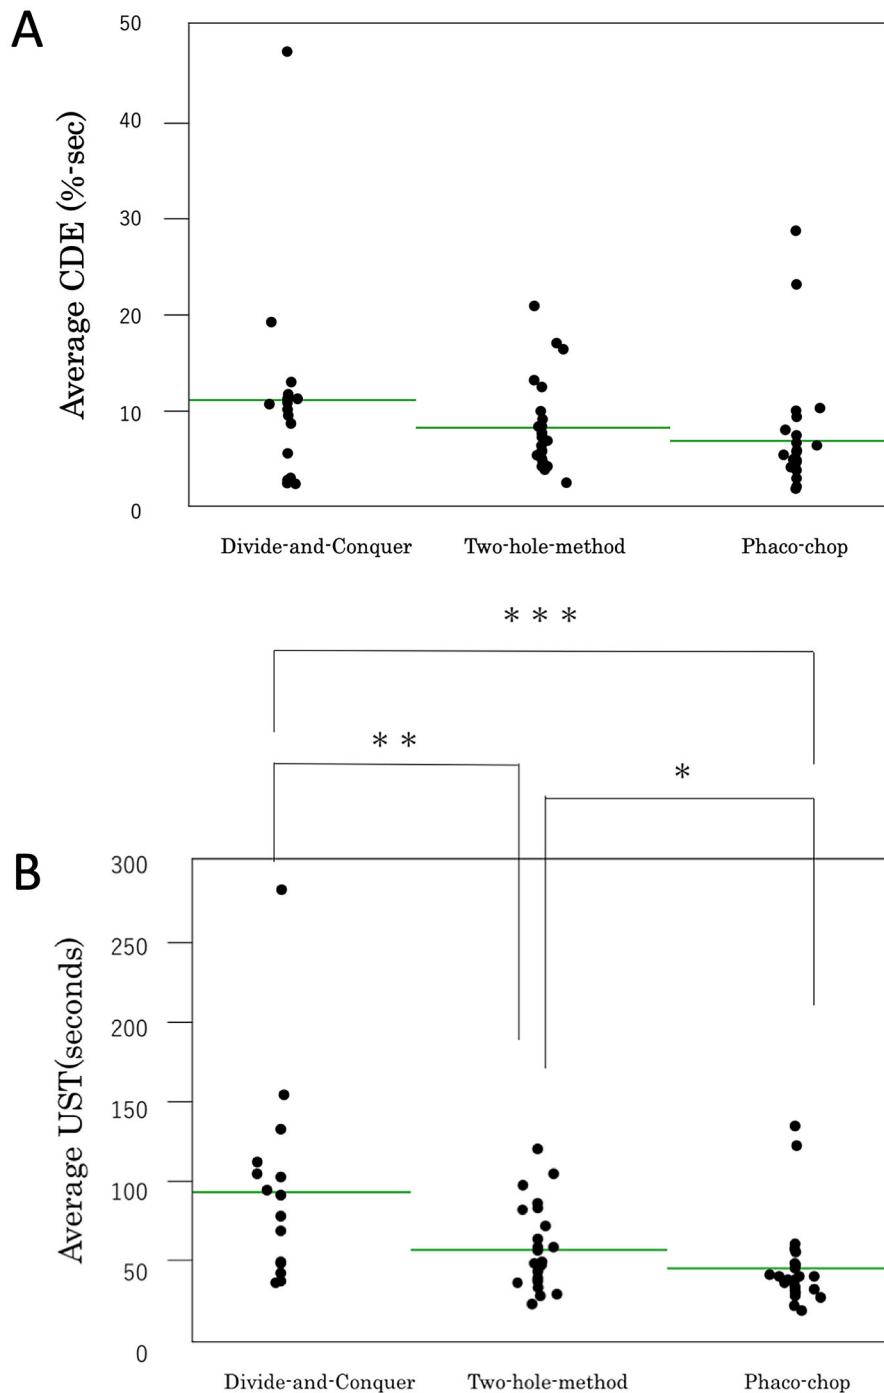 A
Average CDE (%-sec)
50
40
30
20
10
0
Divide-and-Conquer Two-hole-method Phaco-chop
***
**
*
B
Average UST(seconds)
300
250
200
150
100
50
0
Divide-and-Conquer Two-hole-method Phaco-chop